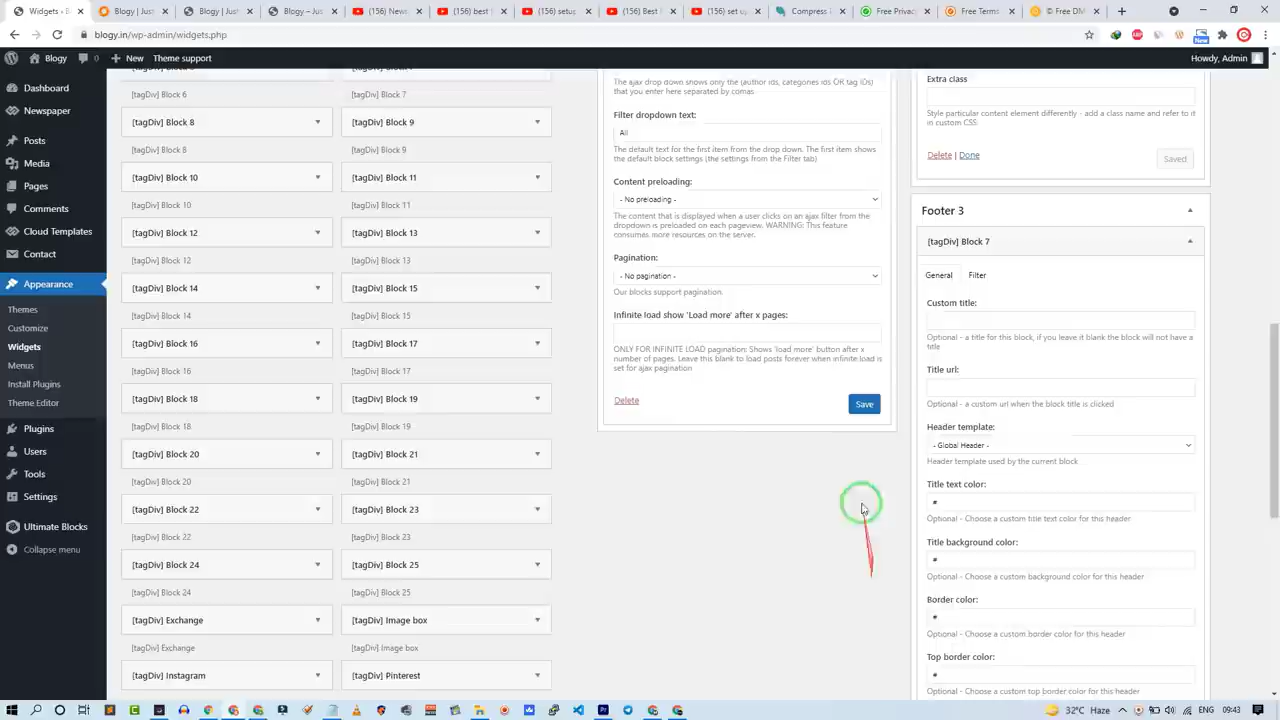 Setting - W
Blog — Jus
Blog — Jus
(156) News
(156) best
(156) setup
(156) Best
Compress
Free Privac
Free Disclai
Free DMCA
blogy.in/wp-admin/widgets.php
New
Blogy
0
New
Theme support
Howdy, Admin
Dashboard
Newspaper
Posts
Media
Pages
Comments
Cloud Templates
Contact
Appearance
Themes
Customize
Widgets
Menus
Install Plugins
Theme Editor
Plugins
Users
Tools
Settings
Ultimate Blocks
Collapse menu
[tagDiv] Block 6
[tagDiv] Block 7
[tagDiv] Block 8
[tagDiv] Block 9
[tagDiv] Block 8
[tagDiv] Block 9
[tagDiv] Block 10
[tagDiv] Block 11
[tagDiv] Block 10
[tagDiv] Block 11
[tagDiv] Block 12
[tagDiv] Block 13
[tagDiv] Block 12
[tagDiv] Block 13
[tagDiv] Block 14
[tagDiv] Block 15
[tagDiv] Block 14
[tagDiv] Block 15
[tagDiv] Block 16
[tagDiv] Block 17
[tagDiv] Block 16
[tagDiv] Block 17
[tagDiv] Block 18
[tagDiv] Block 19
[tagDiv] Block 18
[tagDiv] Block 19
[tagDiv] Block 20
[tagDiv] Block 21
[tagDiv] Block 20
[tagDiv] Block 21
[tagDiv] Block 22
[tagDiv] Block 23
[tagDiv] Block 22
[tagDiv] Block 23
[tagDiv] Block 24
[tagDiv] Block 25
[tagDiv] Block 24
[tagDiv] Block 25
[tagDiv] Exchange
[tagDiv] Image box
[tagDiv] Exchange
[tagDiv] Image box
[tagDiv] Instagram
[tagDiv] Pinterest
The ajax drop down shows only the (author ids, categories ids OR tag IDs)
that you enter here separated by comas
Filter dropdown text:
All
The default text for the first item from the drop down. The first item shows
the default block settings (the settings from the Filter tab)
Content preloading:
- No preloading -
The content that is displayed when a user clicks on an ajax filter from the
dropdown is preloaded on each pageview. WARNING: This feature
consumes more resources on the server.
Pagination:
- No pagination -
Our blocks support pagination.
Infinite load show 'Load more' after x pages:
ONLY FOR INFINITE LOAD pagination: Shows 'load more' button after x
number of pages. Leave this blank to load posts forever when infinite load is
set for ajax pagination
Delete
Save
Extra class
Style particular content element differently - add a class name and refer to it
in custom CSS
Delete | Done
Saved
Footer 3
[tagDiv] Block 7
General
Filter
Custom title:
Optional - a title for this block, if you leave it blank the block will not have a
title
Title url:
Optional - a custom url when the block title is clicked
Header template:
- Global Header -
Header template used by the current block
Title text color:
#
Optional - Choose a custom title text color for this header
Title background color:
#
Optional - Choose a custom background color for this header
Border color:
#
Optional - Choose a custom border color for this header
Top border color:
#
Optional - Choose a custom top border color for this header
32°C Haze
ENG
09:43